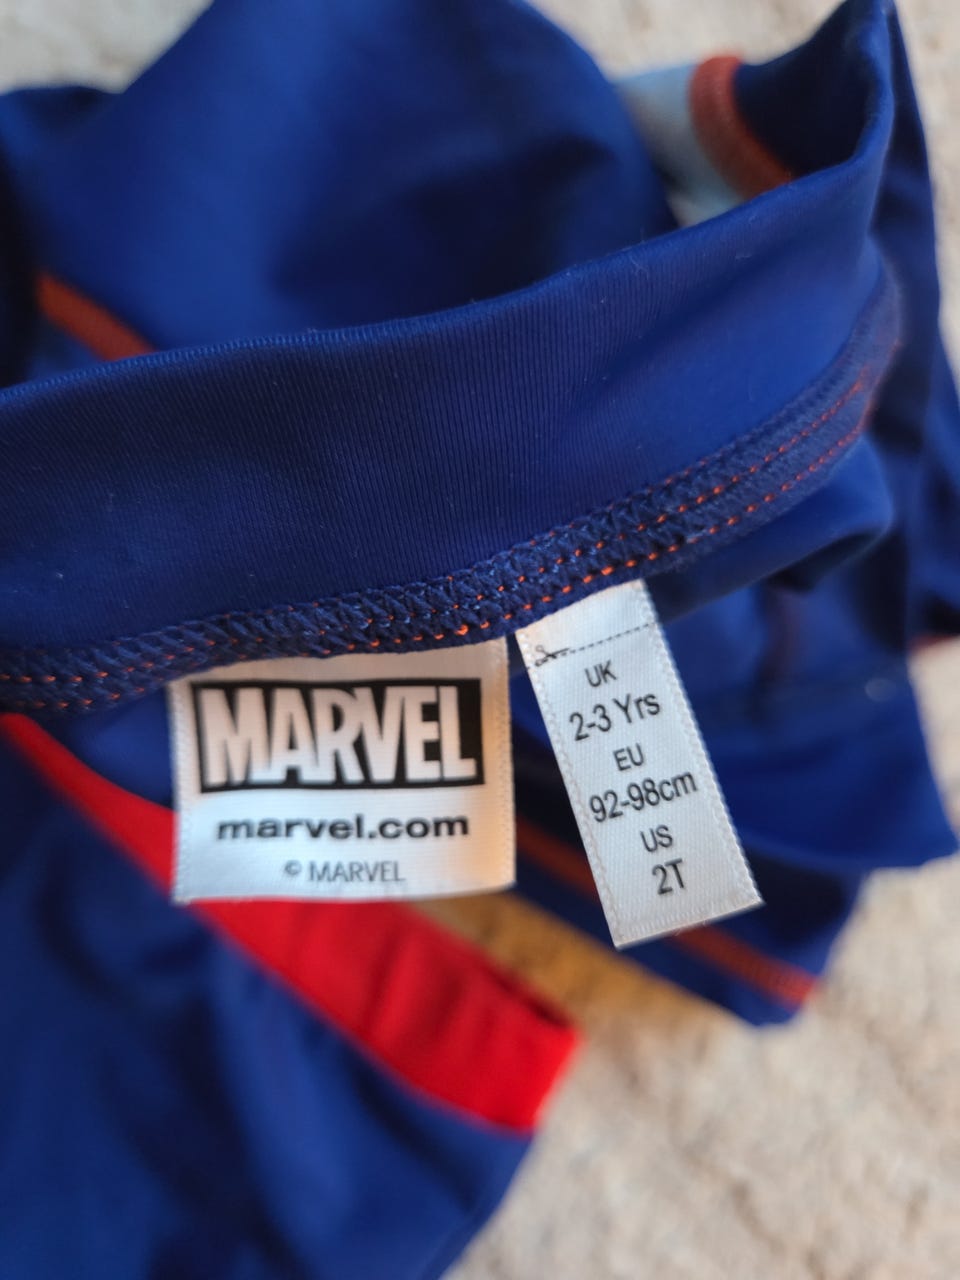 MARVEL
marvel.com
© MARVEL
UK
2-3 Yrs
EU
92-98cm
US
2T